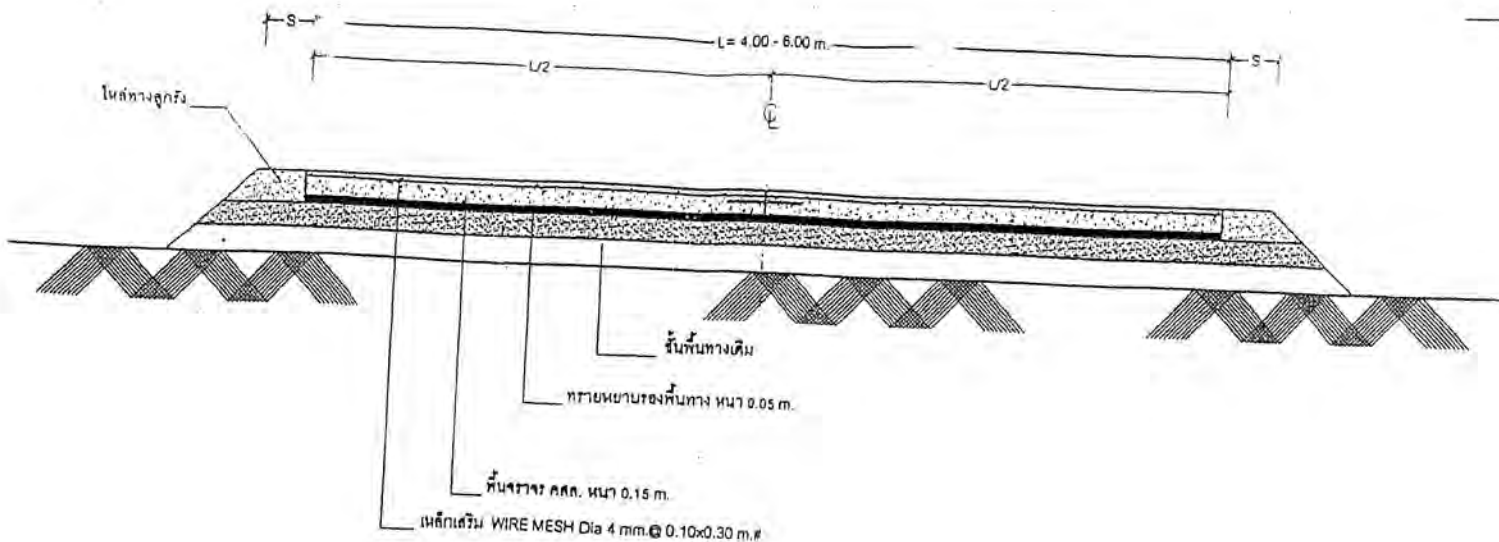 S
L= 4.00 - 6.00 m.
S
L/2
L/2
℄
ไหล่ทางลูกรัง
ชั้นพื้นทางเดิม
ทรายหยาบรองพื้นทาง หนา 0.05 m.
พื้นจราจร คสล. หนา 0.15 m.
เหล็กเสริม WIRE MESH Dia 4 mm.@ 0.10x0.30 m.#